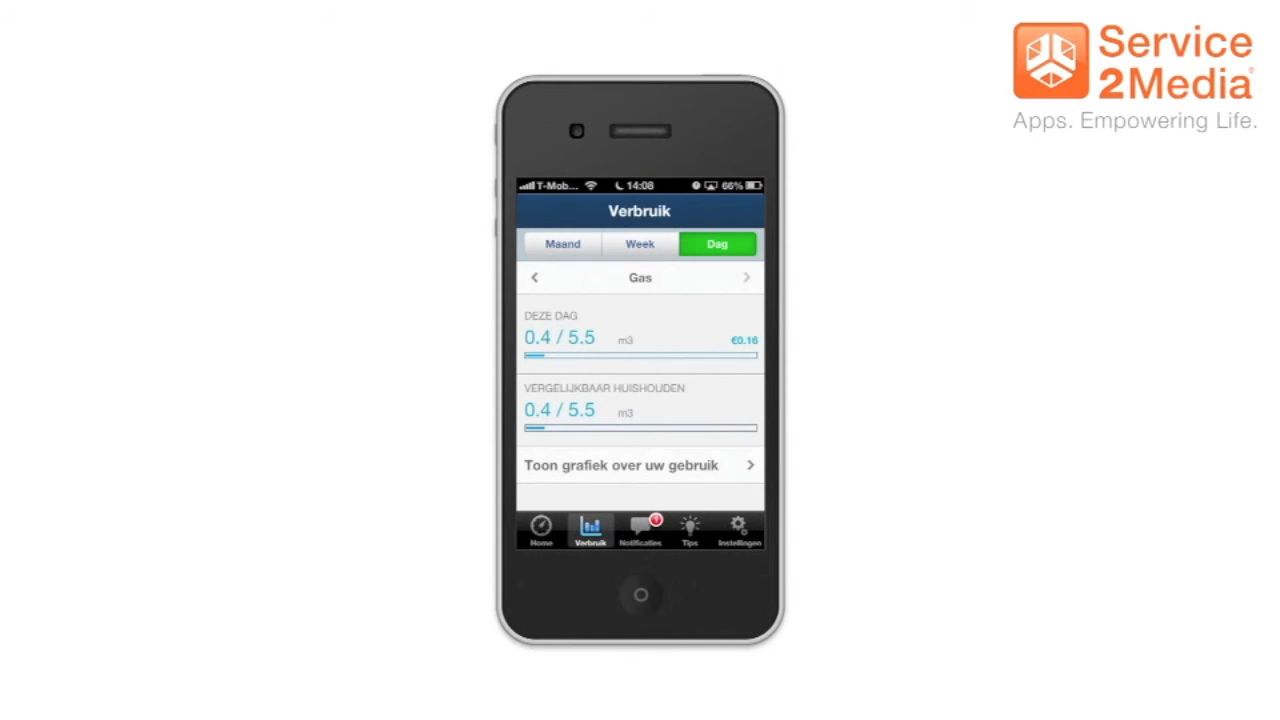 Service
2Media
Apps. Empowering Life.
T-Mob... 14:08 66%
Verbruik
Maand Week Dag
Gas
DEZE DAG
0.4 / 5.5 m3 €0.16
VERGELIJKBAAR HUISHOUDEN
0.4 / 5.5 m3
Toon grafiek over uw gebruik
1
Home Verbruik Notificaties Tips Instellingen